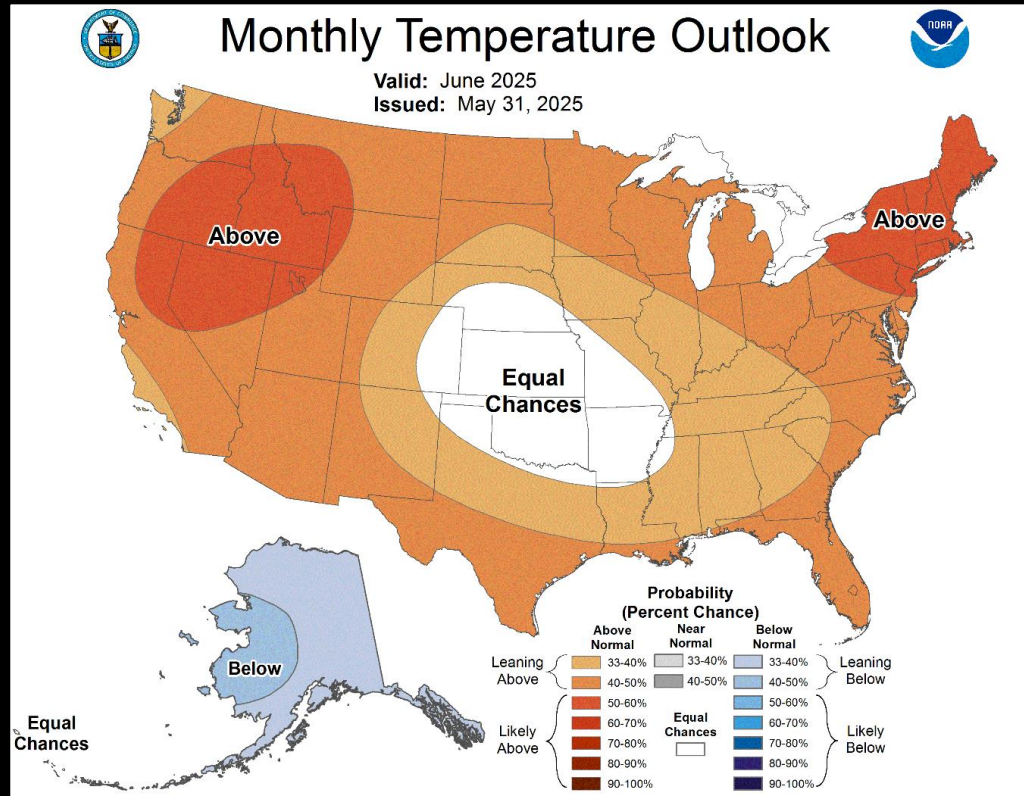 Monthly Temperature Outlook
NOAA
Valid: June 2025
Issued: May 31, 2025
Above
Above
Equal
Chances
Below
Equal
Chances
Probability
(Percent Chance)
Above
Normal
Near
Normal
Below
Normal
Leaning
Above
33-40%
33-40%
33-40%
Leaning
Below
40-50%
40-50%
40-50%
Likely
Above
50-60%
60-70%
70-80%
80-90%
90-100%
Equal
Chances
50-60%
60-70%
70-80%
80-90%
90-100%
Likely
Below